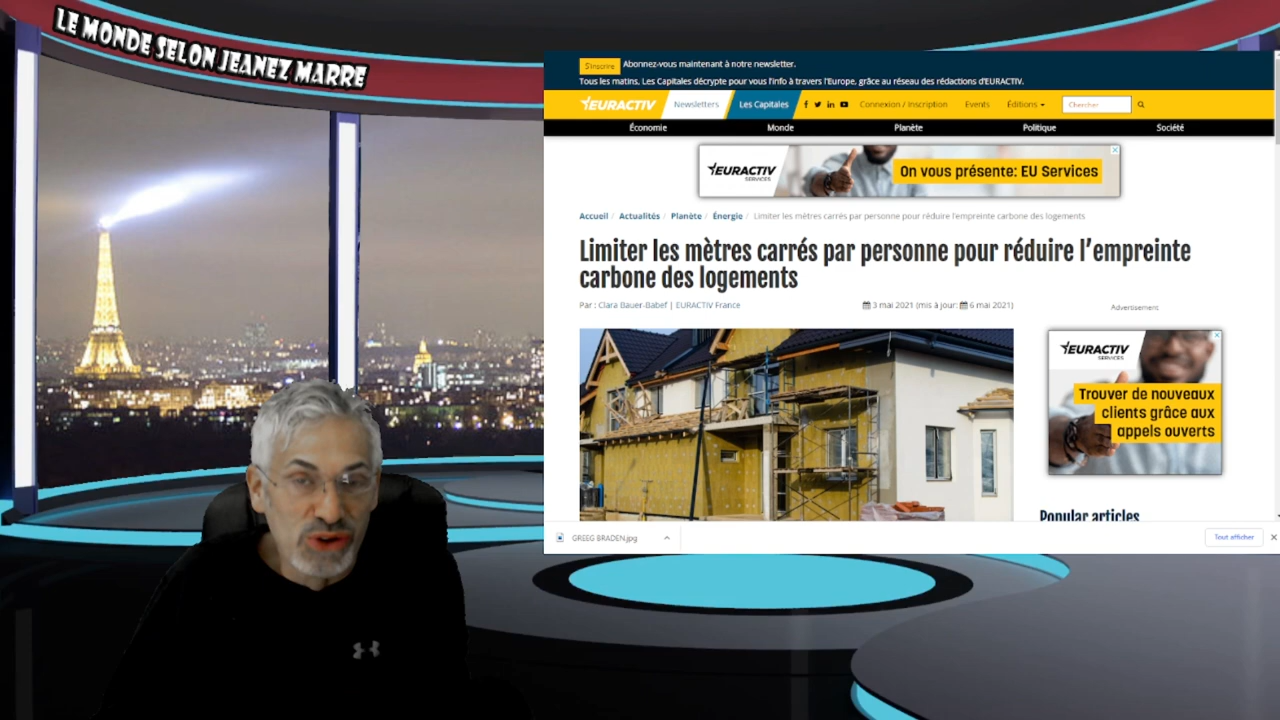 LE MONDE SELON JEANEZ MARRE
S'inscrire Abonnez-vous maintenant à notre newsletter.
Tous les matins, Les Capitales décrypte pour vous l'info à travers l'Europe, grâce au réseau des rédactions d'EURACTIV.
EURACTIV Newsletters Les Capitales Connexion / Inscription Events Éditions Chercher
Économie Monde Planète Politique Société
EURACTIV
SERVICES
On vous présente: EU Services
Accueil / Actualités / Planète / Énergie / Limiter les mètres carrés par personne pour réduire l'empreinte carbone des logements
Limiter les mètres carrés par personne pour réduire l'empreinte
carbone des logements
Par : Clara Bauer-Babef | EURACTIV France 3 mai 2021 (mis à jour: 6 mai 2021)
Advertisement
EURACTIV
SERVICES
Trouver de nouveaux
clients grâce aux
appels ouverts
Popular articles
GREEG BRADEN.jpg
Tout afficher